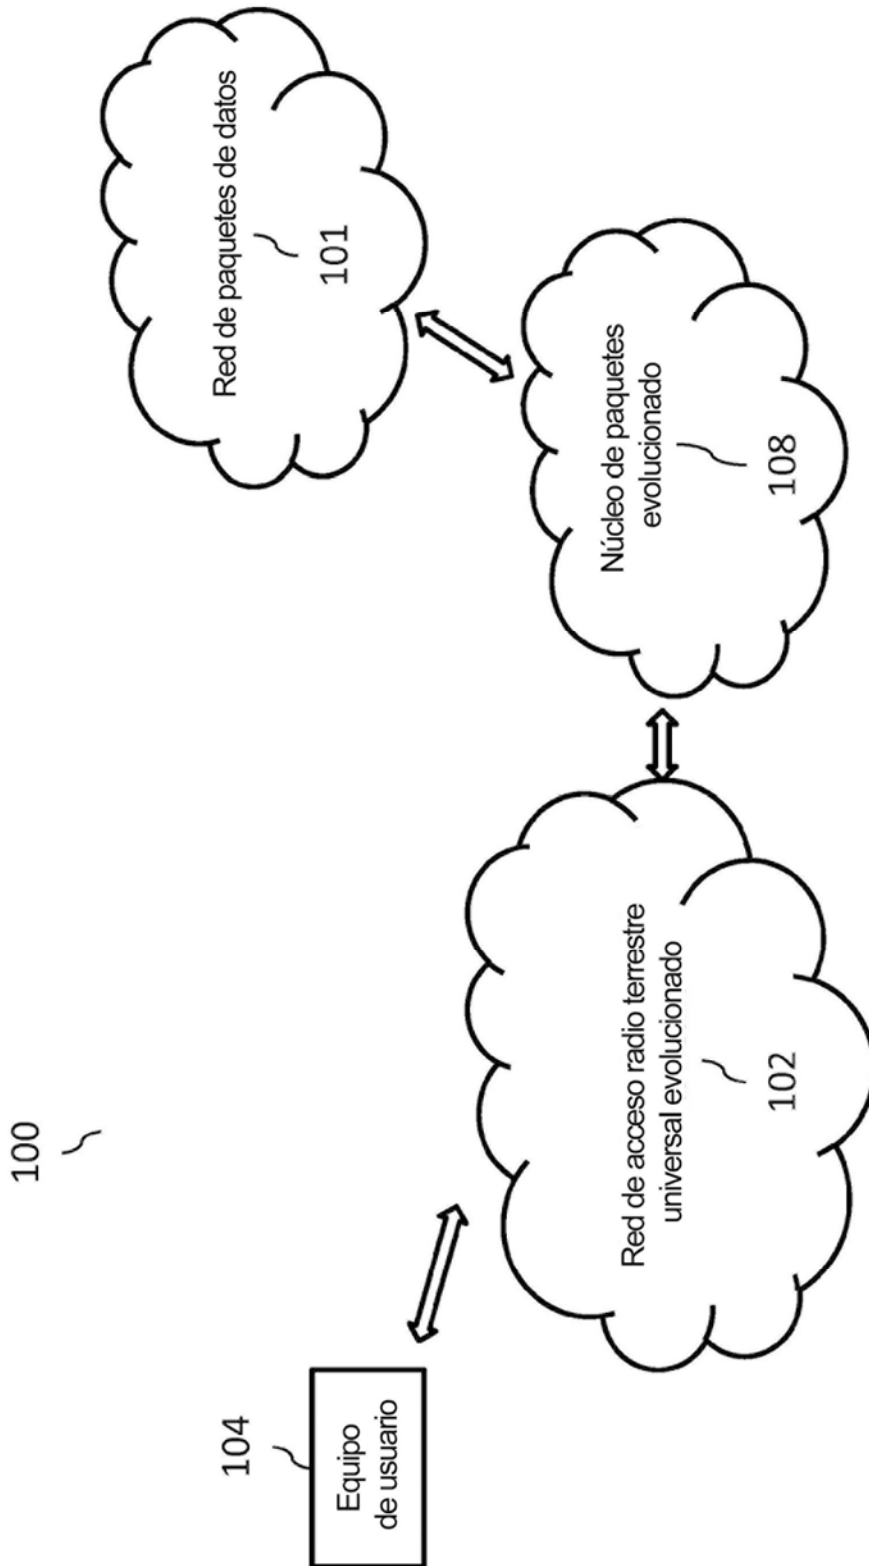 100
104
Equipo
de usuario
Red de acceso radio terrestre
universal evolucionado
102
Núcleo de paquetes
evolucionado
108
Red de paquetes de datos
101